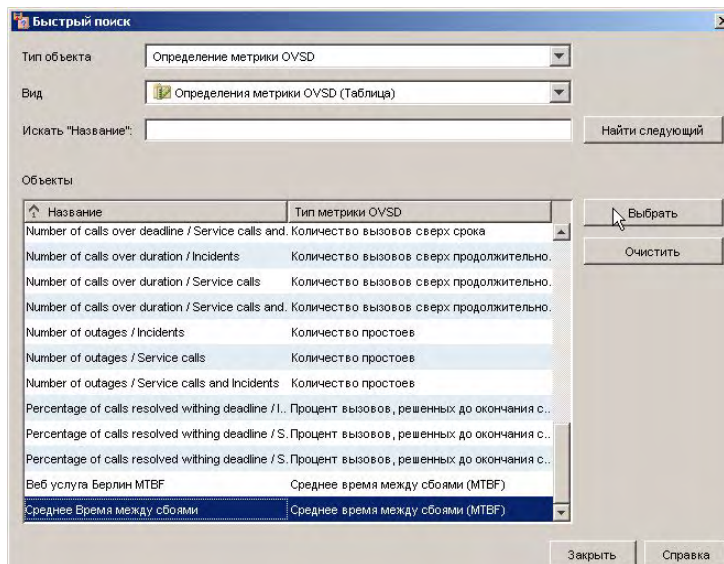 Быстрый поиск
Тип объекта Определение метрики OVSD
Вид Определения метрики OVSD (Таблица)
Искать "Название": Найти следующий
Объекты
Название Тип метрики OVSD Выбрать
Number of calls over deadline / Service calls and. Количество вызовов сверх срока
Number of calls over duration / Incidents Количество вызовов сверх продолжительно. Очистить
Number of calls over duration / Service calls Количество вызовов сверх продолжительно.
Number of calls over duration / Service calls and. Количество вызовов сверх продолжительно.
Number of outages / Incidents Количество простоев
Number of outages / Service calls Количество простоев
Number of outages / Service calls and Incidents Количество простоев
Percentage of calls resolved withing deadline / I.. Процент вызовов, решенных до окончания с..
Percentage of calls resolved withing deadline / S. Процент вызовов, решенных до окончания с..
Percentage of calls resolved withing deadline / S. Процент вызовов, решенных до окончания с..
Веб услуга Берлин MTBF Среднее время между сбоями (MTBF)
Среднее Время между сбоями Среднее время между сбоями (MTBF)
Закрыть Справка